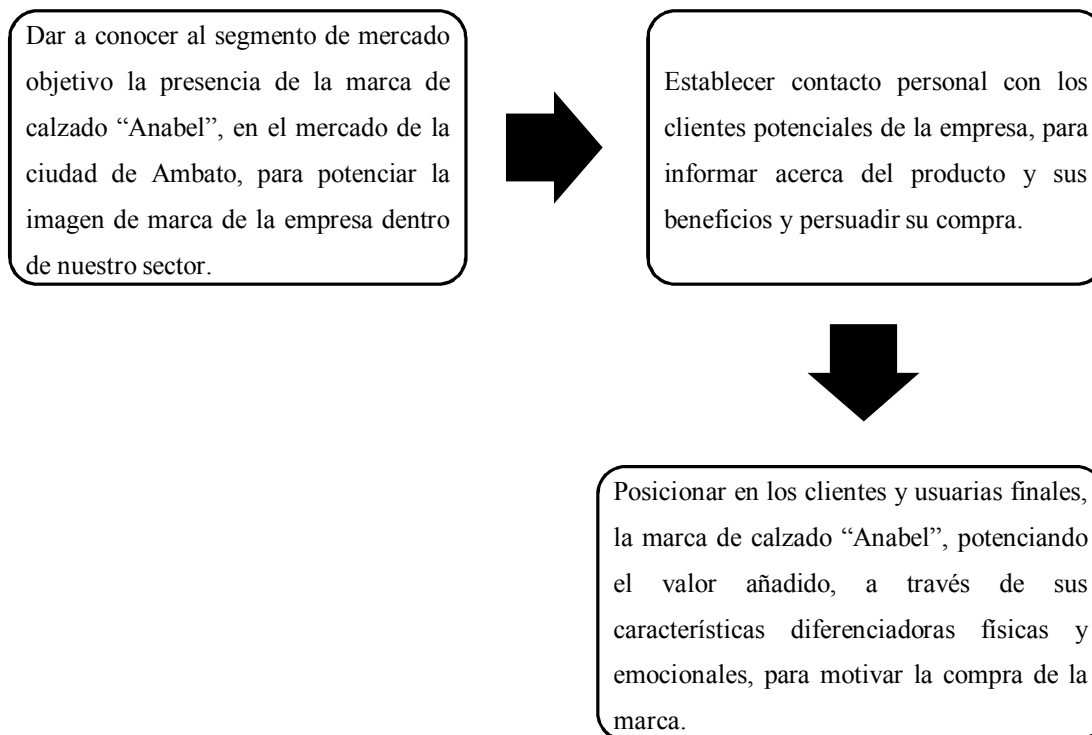 Dar a conocer al segmento de mercado
objetivo la presencia de la marca de
calzado “Anabel”, en el mercado de la
ciudad de Ambato, para potenciar la
imagen de marca de la empresa dentro
de nuestro sector.
Establecer contacto personal con los
clientes potenciales de la empresa, para
informar acerca del producto y sus
beneficios y persuadir su compra.
Posicionar en los clientes y usuarias finales,
la marca de calzado “Anabel”, potenciando
el valor añadido, a través de sus
características diferenciadoras físicas y
emocionales, para motivar la compra de la
marca.